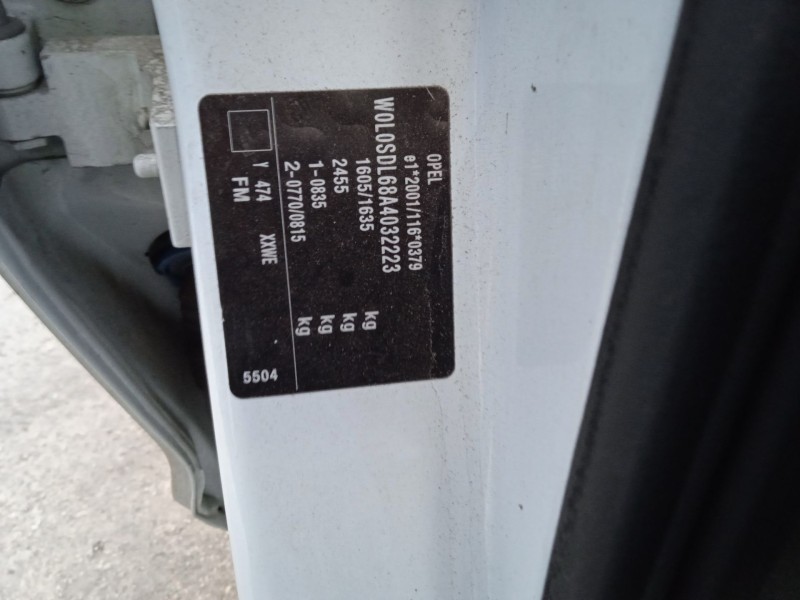 OPEL
e1*2001/116*0379
W0L0SDL68A4032223
1605/1635 kg
2455 kg
1-0835 kg
2-0770/0815 kg
Y 474 XXWE
FM
5504